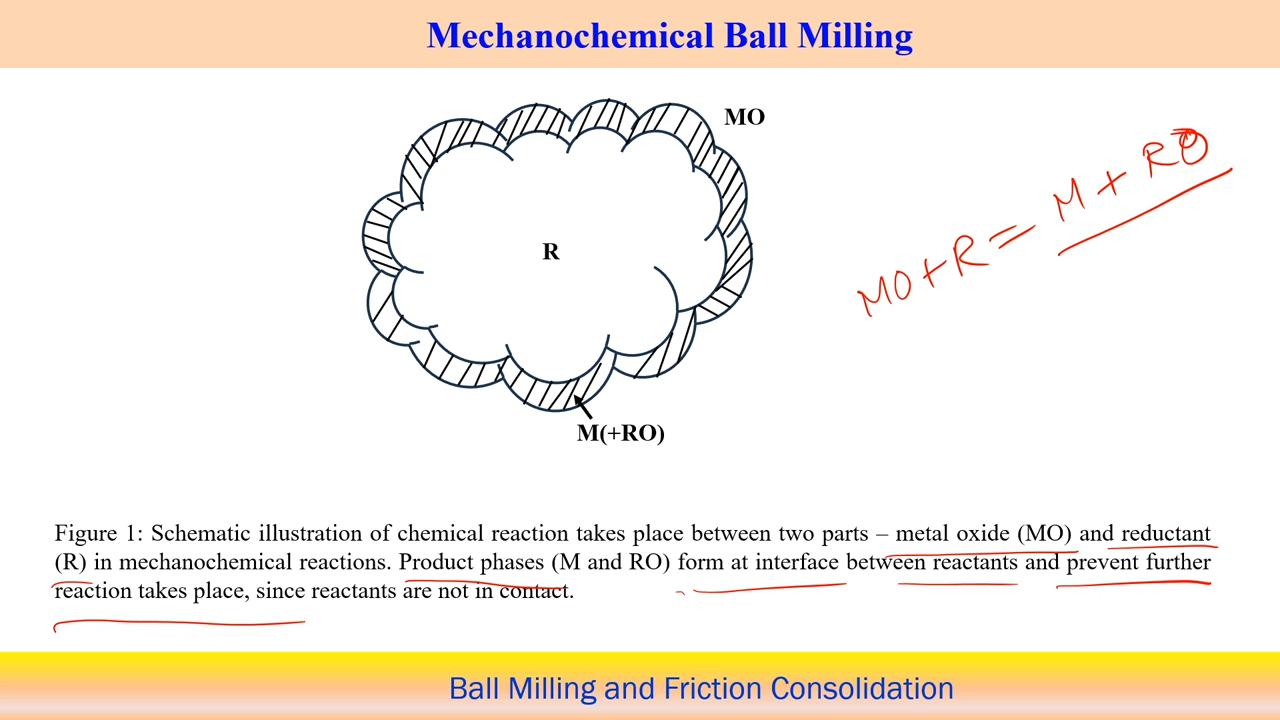 Mechanochemical Ball Milling
MO
R
MO+R = M + RO
M(+RO)
Figure 1: Schematic illustration of chemical reaction takes place between two parts – metal oxide (MO) and reductant
(R) in mechanochemical reactions. Product phases (M and RO) form at interface between reactants and prevent further
reaction takes place, since reactants are not in contact.
Ball Milling and Friction Consolidation